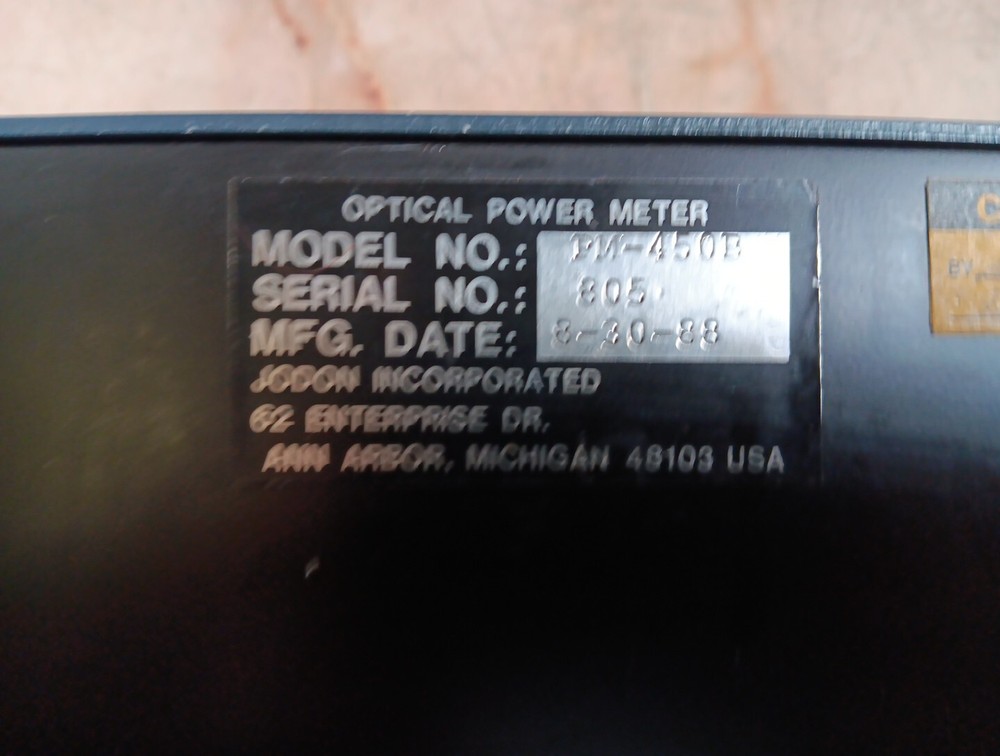 OPTICAL POWER METER
MODEL NO.: PM-450B
SERIAL NO.: 805
MFG. DATE: 8-30-88
JODON INCORPORATED
62 ENTERPRISE DR.
ANN ARBOR, MICHIGAN 48103 USA
C
BY